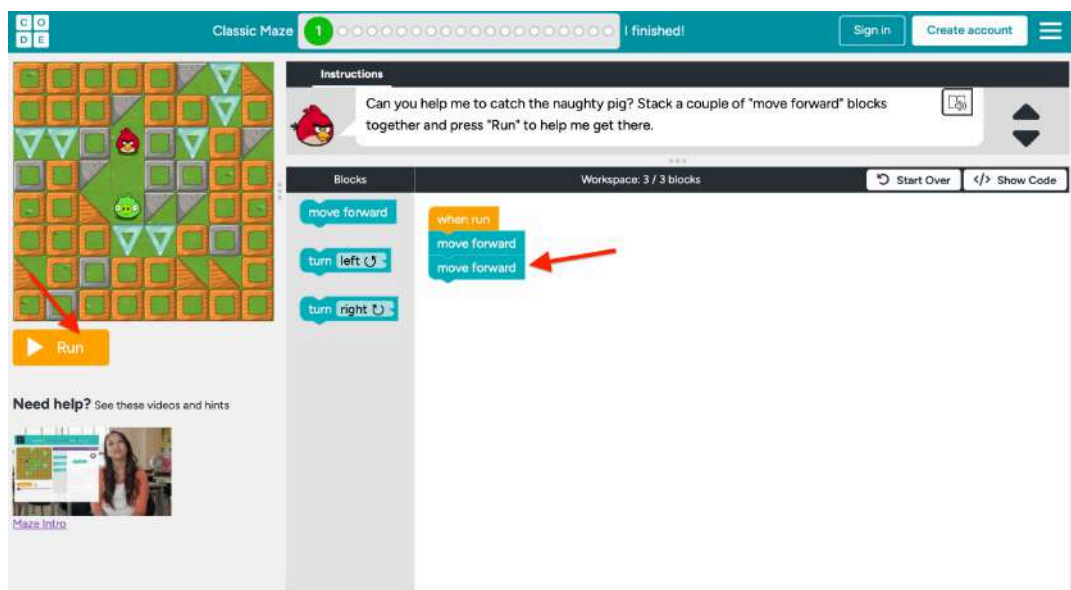 C O
D E
Classic Maze
1
I finished!
Sign in
Create account
Instructions
Can you help me to catch the naughty pig? Stack a couple of "move forward" blocks
together and press "Run" to help me get there.
Blocks
Workspace: 3 / 3 blocks
Start Over
</> Show Code
move forward
turn left
turn right
when run
move forward
move forward
Run
Need help? See these videos and hints
Maze Intro